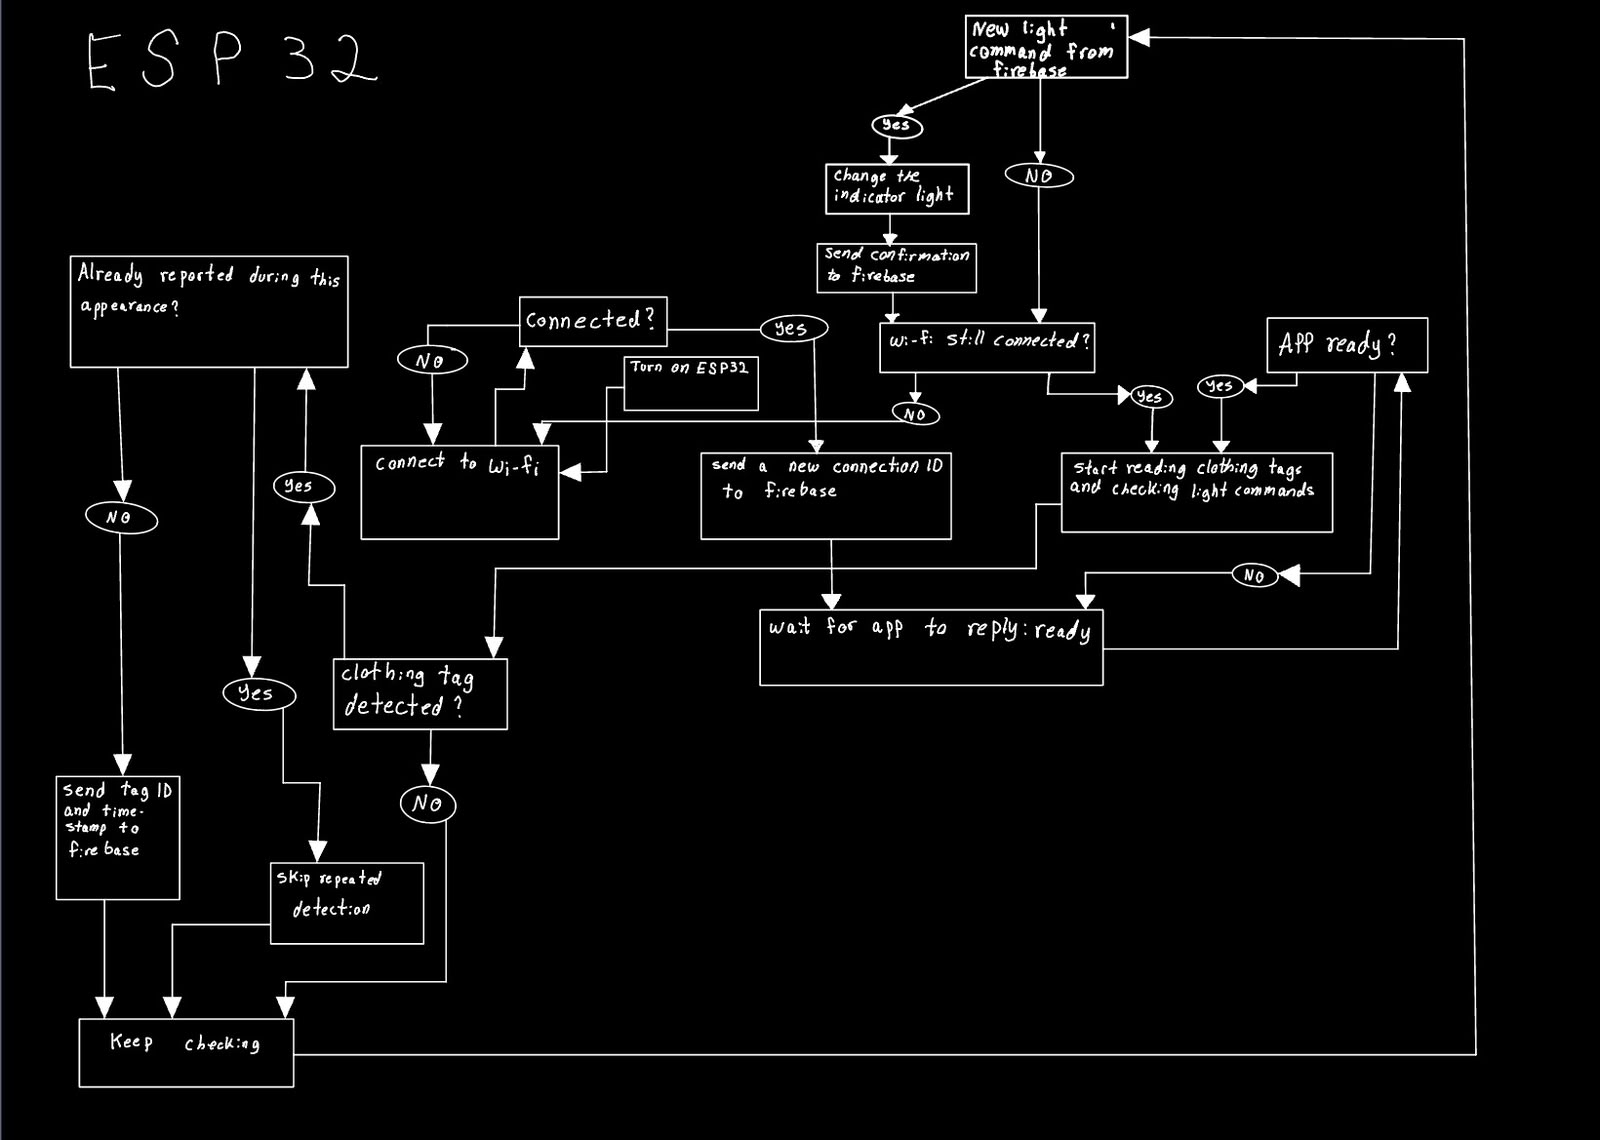 ESP32
New light
command from
firebase
yes
NO
Change the
indicator light
Send confirmation
to firebase
Already reported during this
appearance?
Connected?
yes
NO
Turn on ESP32
wi-fi still connected?
App ready?
yes
yes
NO
Connect to wi-fi
send a new connection ID
to firebase
start reading clothing tags
and checking light commands
yes
NO
NO
wait for app to reply: ready
clothing tag
detected?
yes
NO
send tag ID
and time-
stamp to
firebase
skip repeated
detection
Keep checking